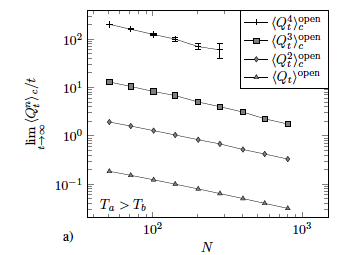 ⟨Q_t^4⟩_c^open
⟨Q_t^3⟩_c^open
⟨Q_t^2⟩_c^open
⟨Q_t⟩^open
10^2
10^1
10^0
10^−1
lim t→∞ ⟨Q_t^n⟩_c/t
T_a > T_b
a)
10^2
10^3
N